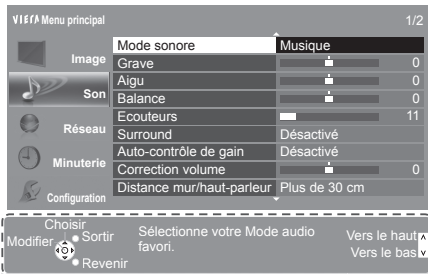 VIERA Menu principal 1/2
Image
Son
Réseau
Minuterie
Configuration
Mode sonore Musique
Grave 0
Aigu 0
Balance 0
Ecouteurs 11
Surround Désactivé
Auto-contrôle de gain Désactivé
Correction volume 0
Distance mur/haut-parleur Plus de 30 cm
Choisir
Modifier
Sortir
Revenir
Sélectionne votre Mode audio
favori.
Vers le haut
Vers le bas